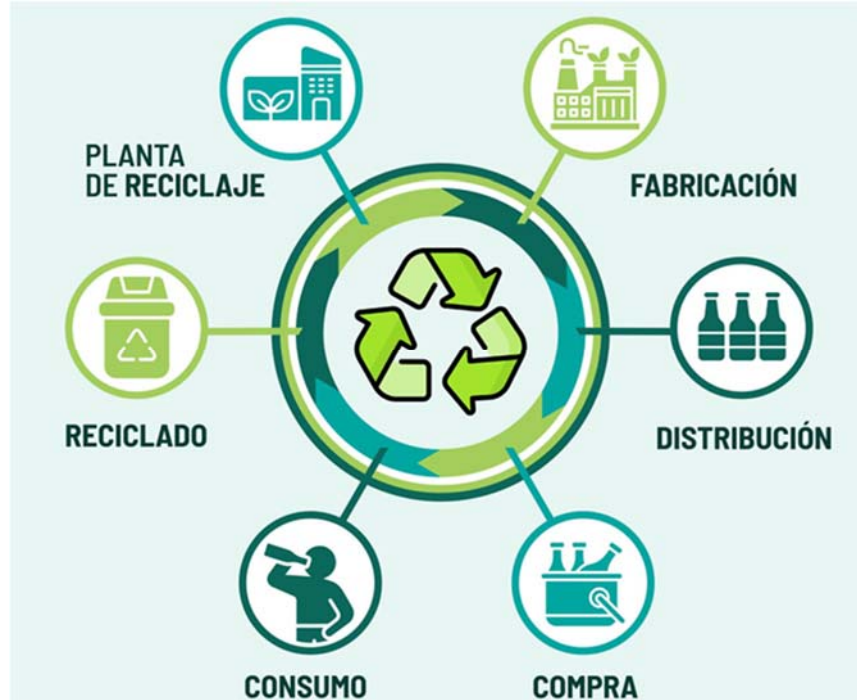 PLANTA
DE RECICLAJE
FABRICACIÓN
RECICLADO
DISTRIBUCIÓN
CONSUMO
COMPRA